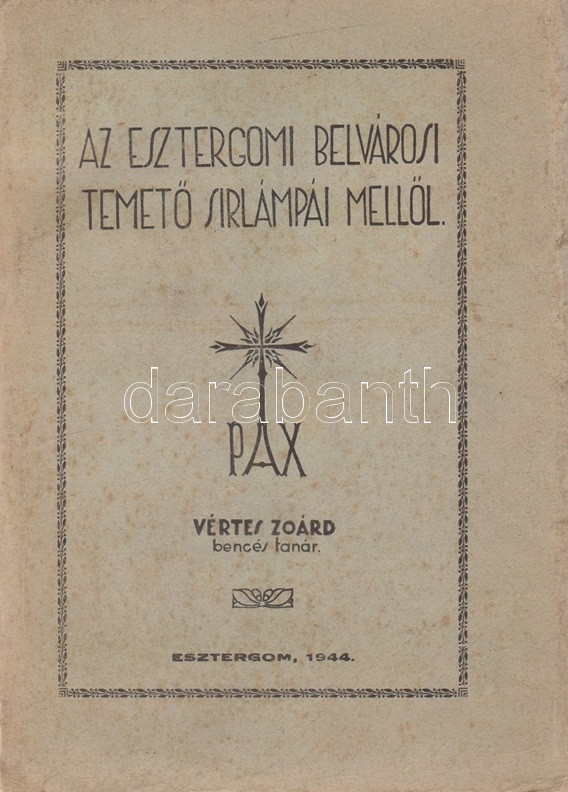 AZ ESZTERGOMI BELVÁROSI
TEMETŐ SIRLÁMPÁI MELLŐL.
darabanth
PAX
VÉRTES ZOÁRD
bencés tanár.
ESZTERGOM, 1944.